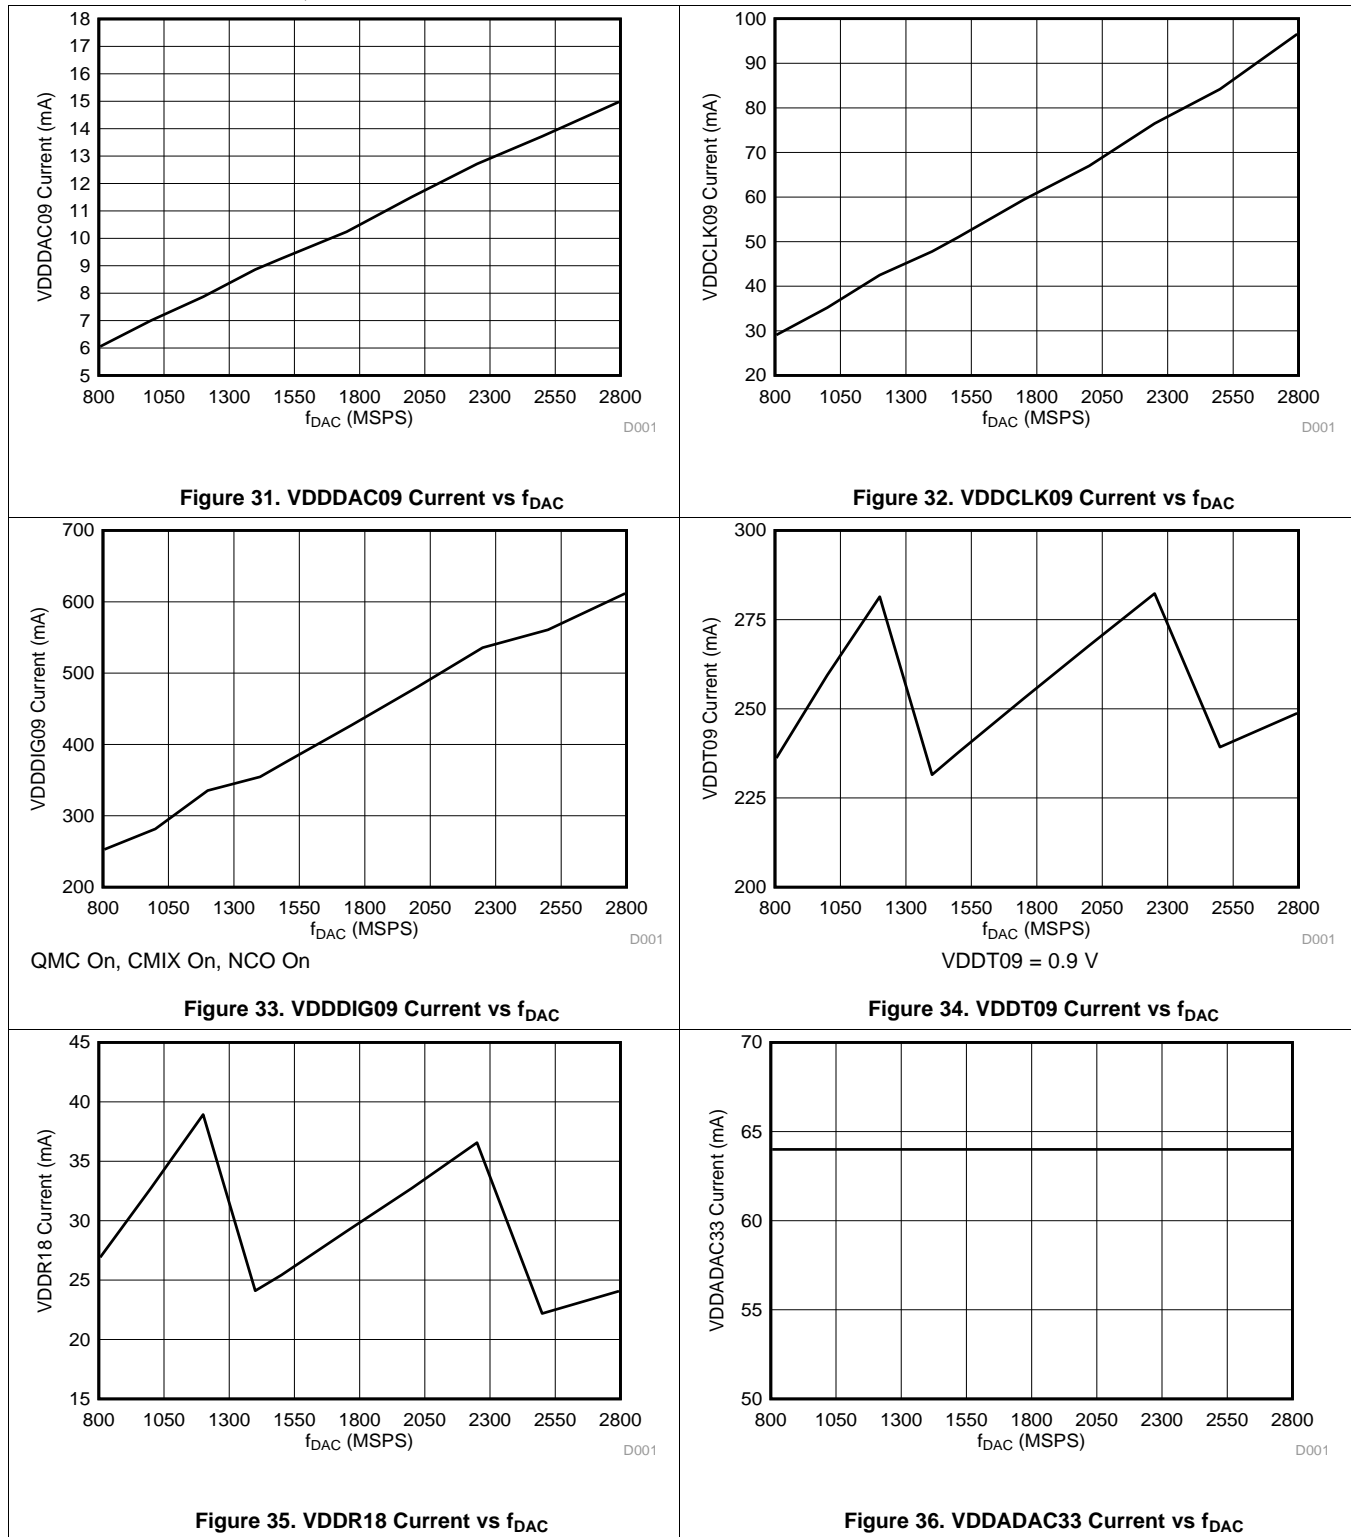 18
17
16
15
14
13
12
11
10
9
8
7
6
5
VDDDAC09 Current (mA)
800 1050 1300 1550 1800 2050 2300 2550 2800
fDAC (MSPS)
D001
Figure 31. VDDDAC09 Current vs fDAC
100
90
80
70
60
50
40
30
20
VDDCLK09 Current (mA)
800 1050 1300 1550 1800 2050 2300 2550 2800
fDAC (MSPS)
D001
Figure 32. VDDCLK09 Current vs fDAC
700
600
500
400
300
200
VDDDIG09 Current (mA)
800 1050 1300 1550 1800 2050 2300 2550 2800
fDAC (MSPS)
D001
QMC On, CMIX On, NCO On
Figure 33. VDDDIG09 Current vs fDAC
300
275
250
225
200
VDDT09 Current (mA)
800 1050 1300 1550 1800 2050 2300 2550 2800
fDAC (MSPS)
D001
VDDT09 = 0.9 V
Figure 34. VDDT09 Current vs fDAC
45
40
35
30
25
20
15
VDDR18 Current (mA)
800 1050 1300 1550 1800 2050 2300 2550 2800
fDAC (MSPS)
D001
Figure 35. VDDR18 Current vs fDAC
70
65
60
55
50
VDDADAC33 Current (mA)
800 1050 1300 1550 1800 2050 2300 2550 2800
fDAC (MSPS)
D001
Figure 36. VDDADAC33 Current vs fDAC